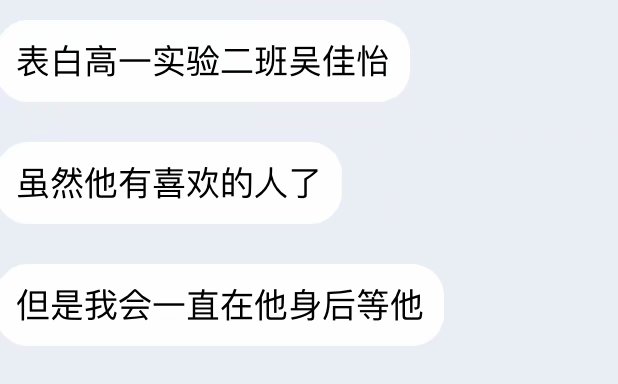 表白高一实验二班吴佳怡
虽然他有喜欢的人了
但是我会一直在他身后等他